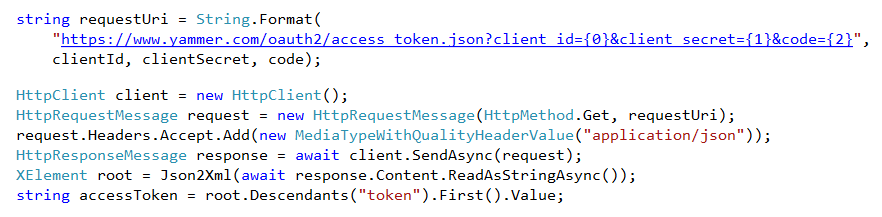 string requestUri = String.Format(
"https://www.yammer.com/oauth2/access_token.json?client_id={0}&client_secret={1}&code={2}",
clientId, clientSecret, code);
HttpClient client = new HttpClient();
HttpRequestMessage request = new HttpRequestMessage(HttpMethod.Get, requestUri);
request.Headers.Accept.Add(new MediaTypeWithQualityHeaderValue("application/json"));
HttpResponseMessage response = await client.SendAsync(request);
XElement root = Json2Xml(await response.Content.ReadAsStringAsync());
string accessToken = root.Descendants("token").First().Value;